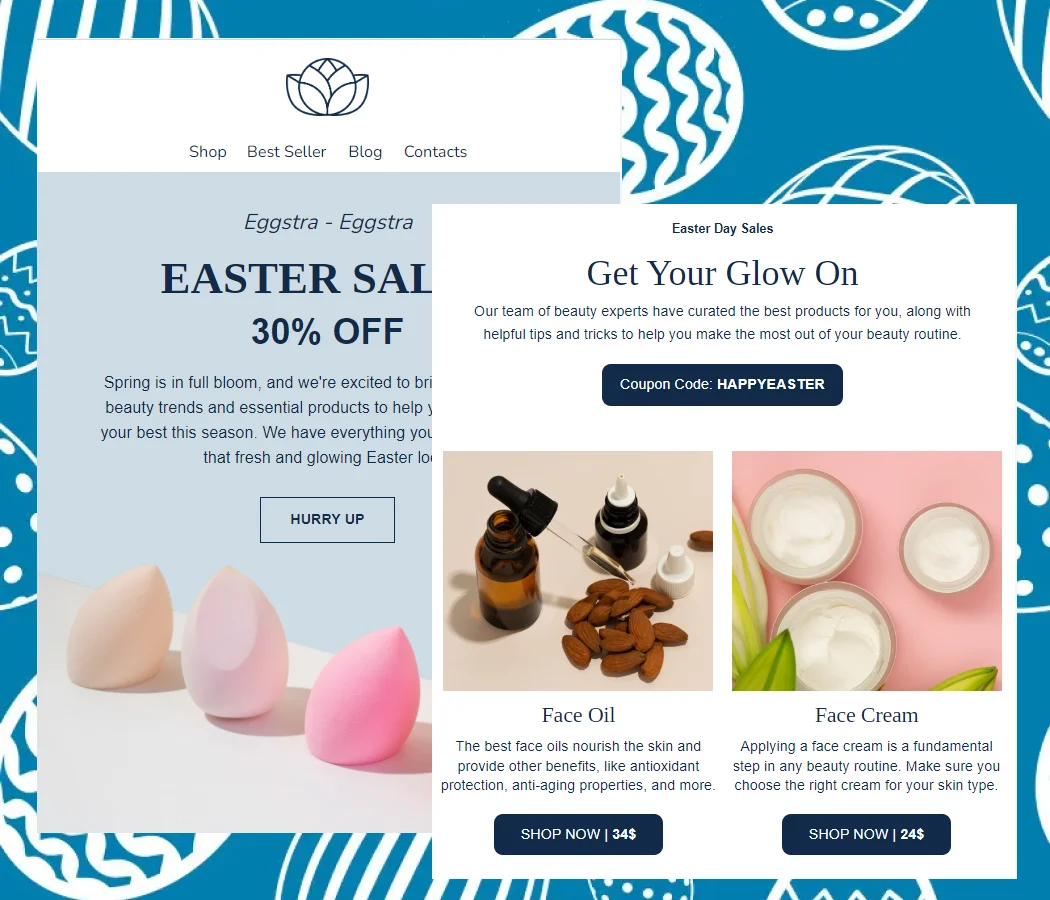 Shop Best Seller Blog Contacts
Eggstra - Eggstra
EASTER
30% OFF
Spring is in full bloom, and we're excited to
beauty trends and essential products to help
your best this season. We have everything
that fresh and glowing Easter
HURRY UP
Easter Day Sales
Get Your Glow On
Our team of beauty experts have curated the best products for you, along with
helpful tips and tricks to help you make the most out of your beauty routine.
Coupon Code: HAPPYEASTER
Face Oil
The best face oils nourish the skin and
provide other benefits, like antioxidant
protection, anti-aging properties, and more.
SHOP NOW | 34$
Face Cream
Applying a face cream is a fundamental
step in any beauty routine. Make sure you
choose the right cream for your skin type.
SHOP NOW | 24$